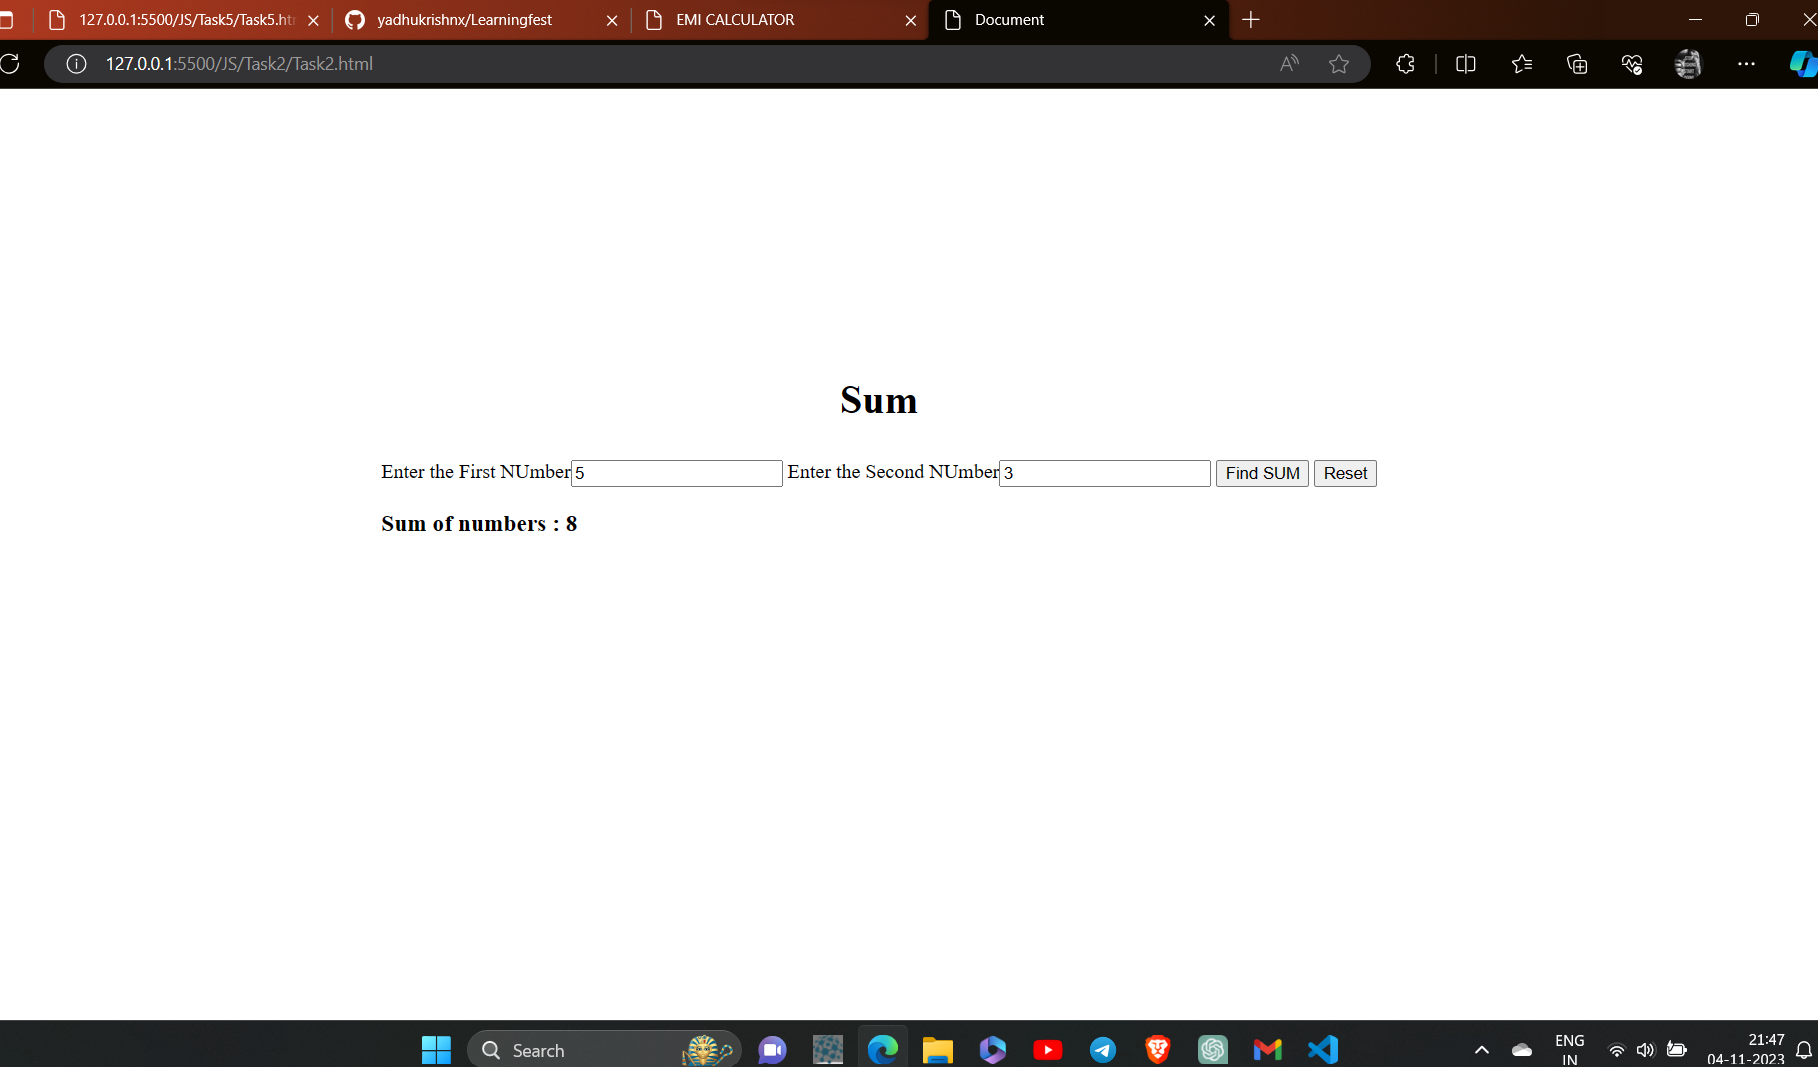 127.0.0.1:5500/JS/Task5/Task5.ht
yadhukrishnx/Learningfest
EMI CALCULATOR
Document
127.0.0.1:5500/JS/Task2/Task2.html
Sum
Enter the First NUmber 5 Enter the Second NUmber 3 Find SUM Reset
Sum of numbers : 8
Search
ENG
IN
21:47
04-11-2023